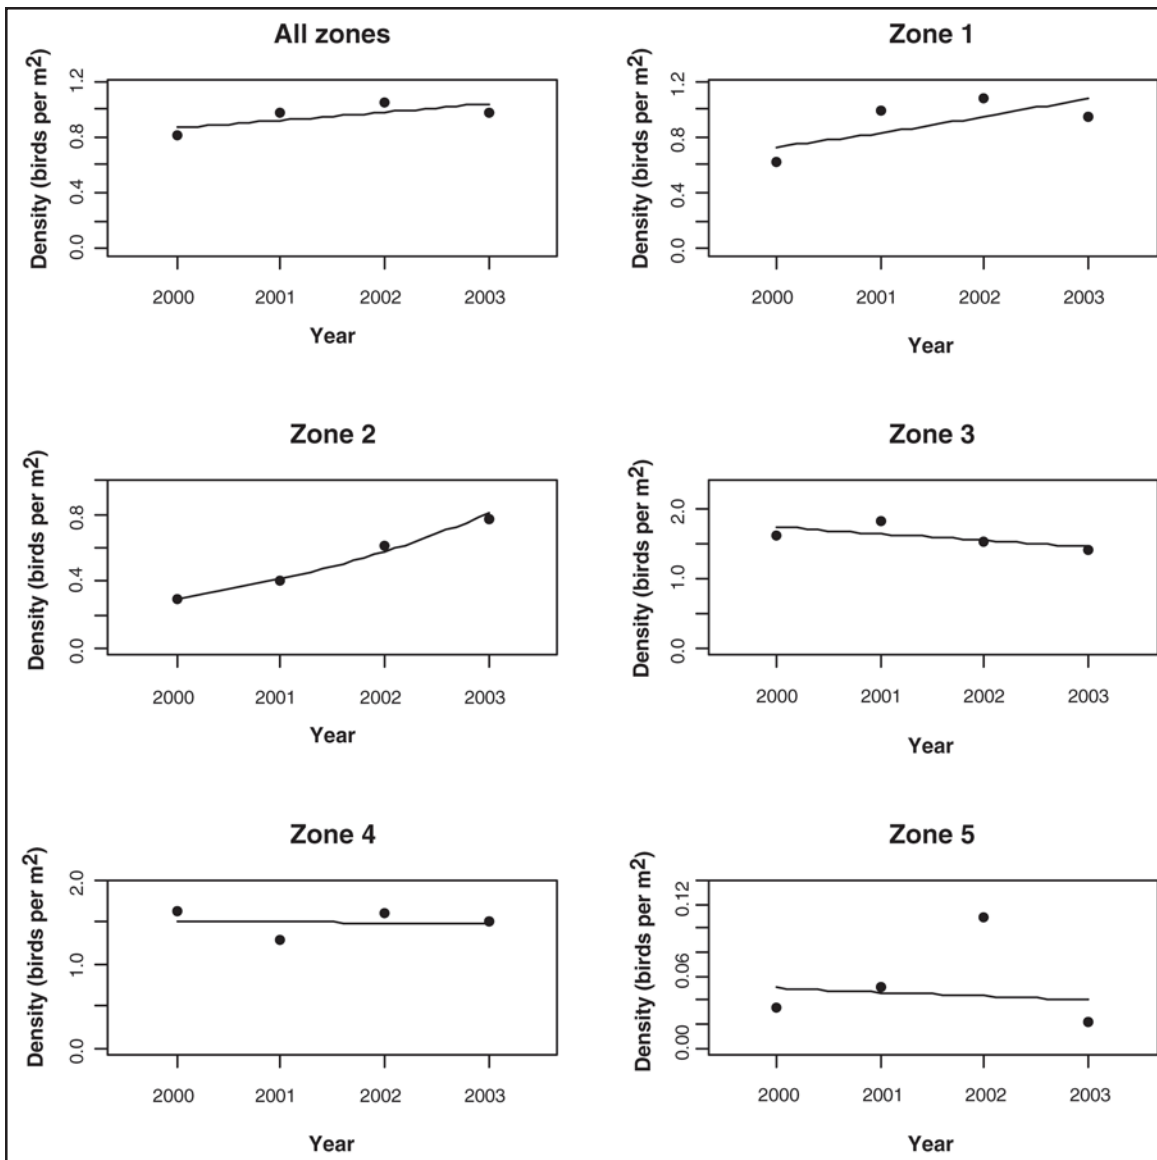 All zones
Density (birds per m2)
0.0 0.4 0.8 1.2
2000 2001 2002 2003
Year
Zone 1
Density (birds per m2)
0.0 0.4 0.8 1.2
2000 2001 2002 2003
Year
Zone 2
Density (birds per m2)
0.0 0.4 0.8
2000 2001 2002 2003
Year
Zone 3
Density (birds per m2)
0.0 1.0 2.0
2000 2001 2002 2003
Year
Zone 4
Density (birds per m2)
0.0 1.0 2.0
2000 2001 2002 2003
Year
Zone 5
Density (birds per m2)
0.00 0.06 0.12
2000 2001 2002 2003
Year